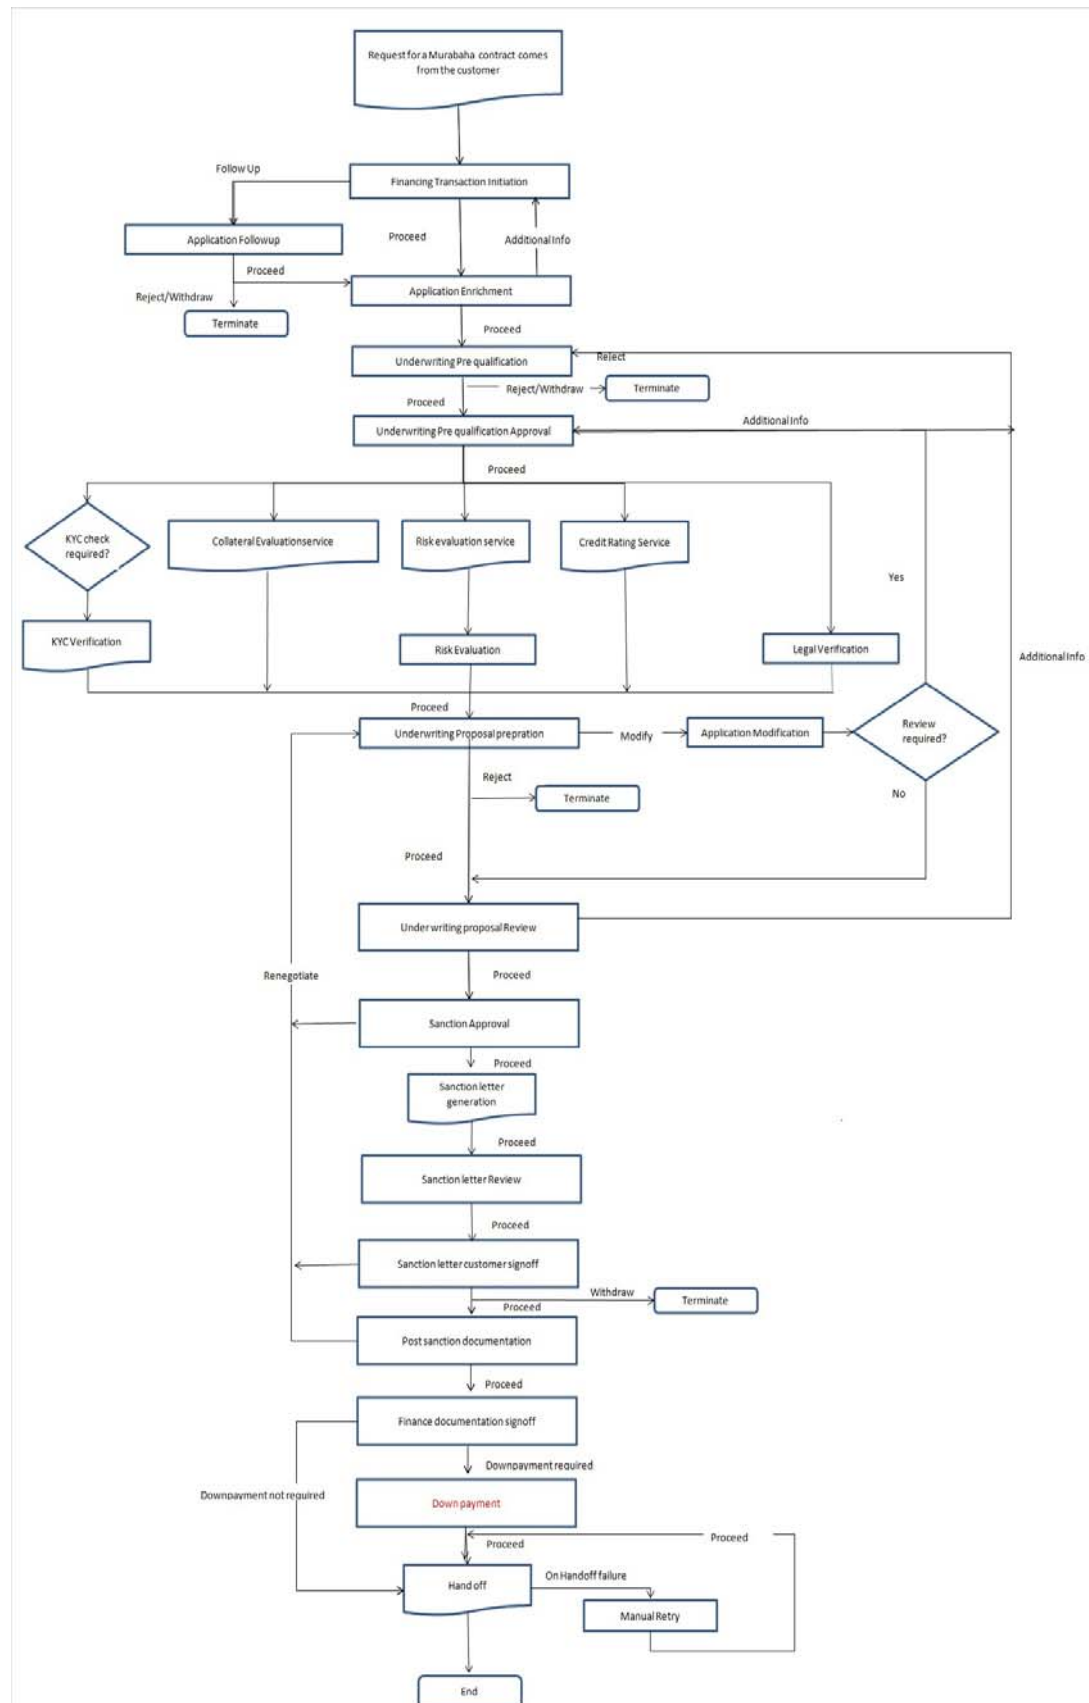 Request for a Murabaha contract comes
from the customer
Follow Up
Financing Transaction Initiation
Proceed
Additional Info
Application Followup
Proceed
Application Enrichment
Reject/Withdraw
Terminate
Proceed
Underwriting Pre qualification
Reject
Reject/Withdraw
Terminate
Proceed
Additional Info
Underwriting Pre qualification Approval
Proceed
KYC check
required?
Collateral Evaluationservice
Risk evaluation service
Credit Rating Service
Yes
KYC Verification
Risk Evaluation
Legal Verification
Additional Info
Proceed
Underwriting Proposal prepration
Modify
Application Modification
Review
required?
Reject
Terminate
No
Proceed
Under writing proposal Review
Proceed
Renegotiate
Sanction Approval
Proceed
Sanction letter
generation
Proceed
Sanction letter Review
Proceed
Sanction letter customer signoff
Withdraw
Terminate
Proceed
Post sanction documentation
Proceed
Finance documentation signoff
Downpayment required
Downpayment not required
Down payment
Proceed
Proceed
Hand off
On Handoff failure
Manual Retry
End